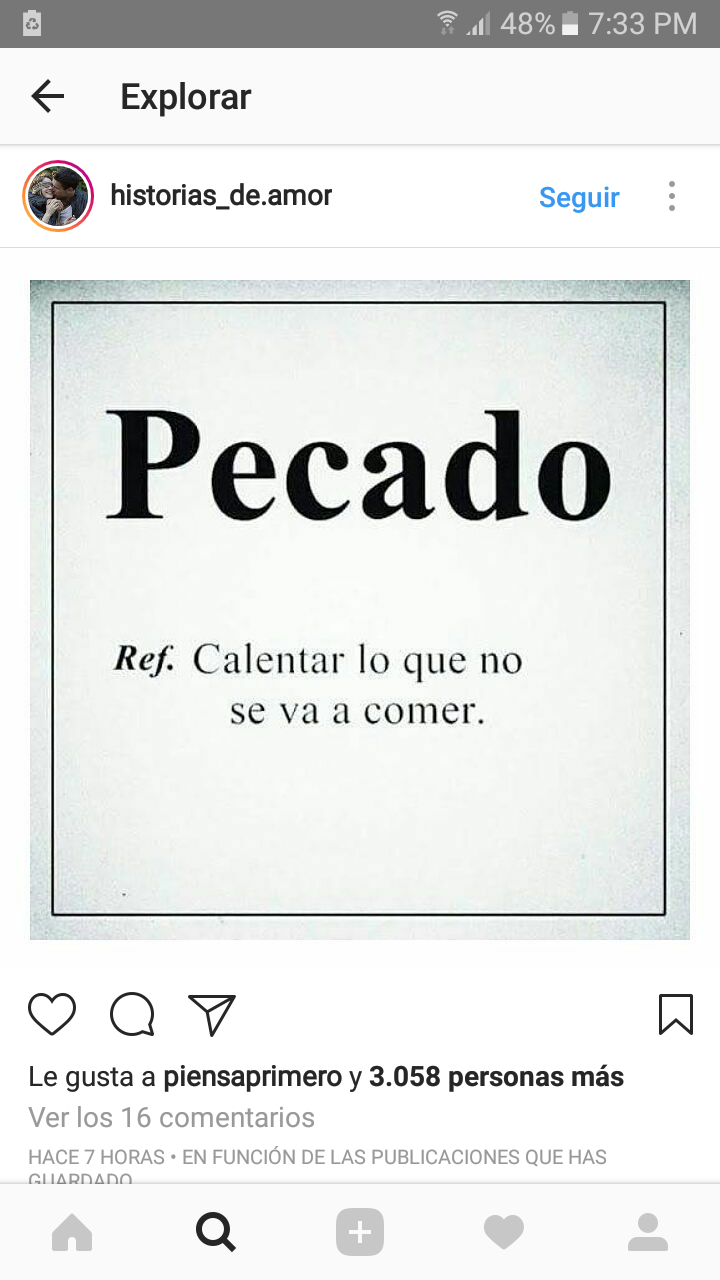 48% 7:33 PM
Explorar
historias_de.amor Seguir
Pecado
Ref. Calentar lo que no
se va a comer.
Le gusta a piensaprimero y 3.058 personas más
Ver los 16 comentarios
HACE 7 HORAS • EN FUNCIÓN DE LAS PUBLICACIONES QUE HAS
GUARDADO